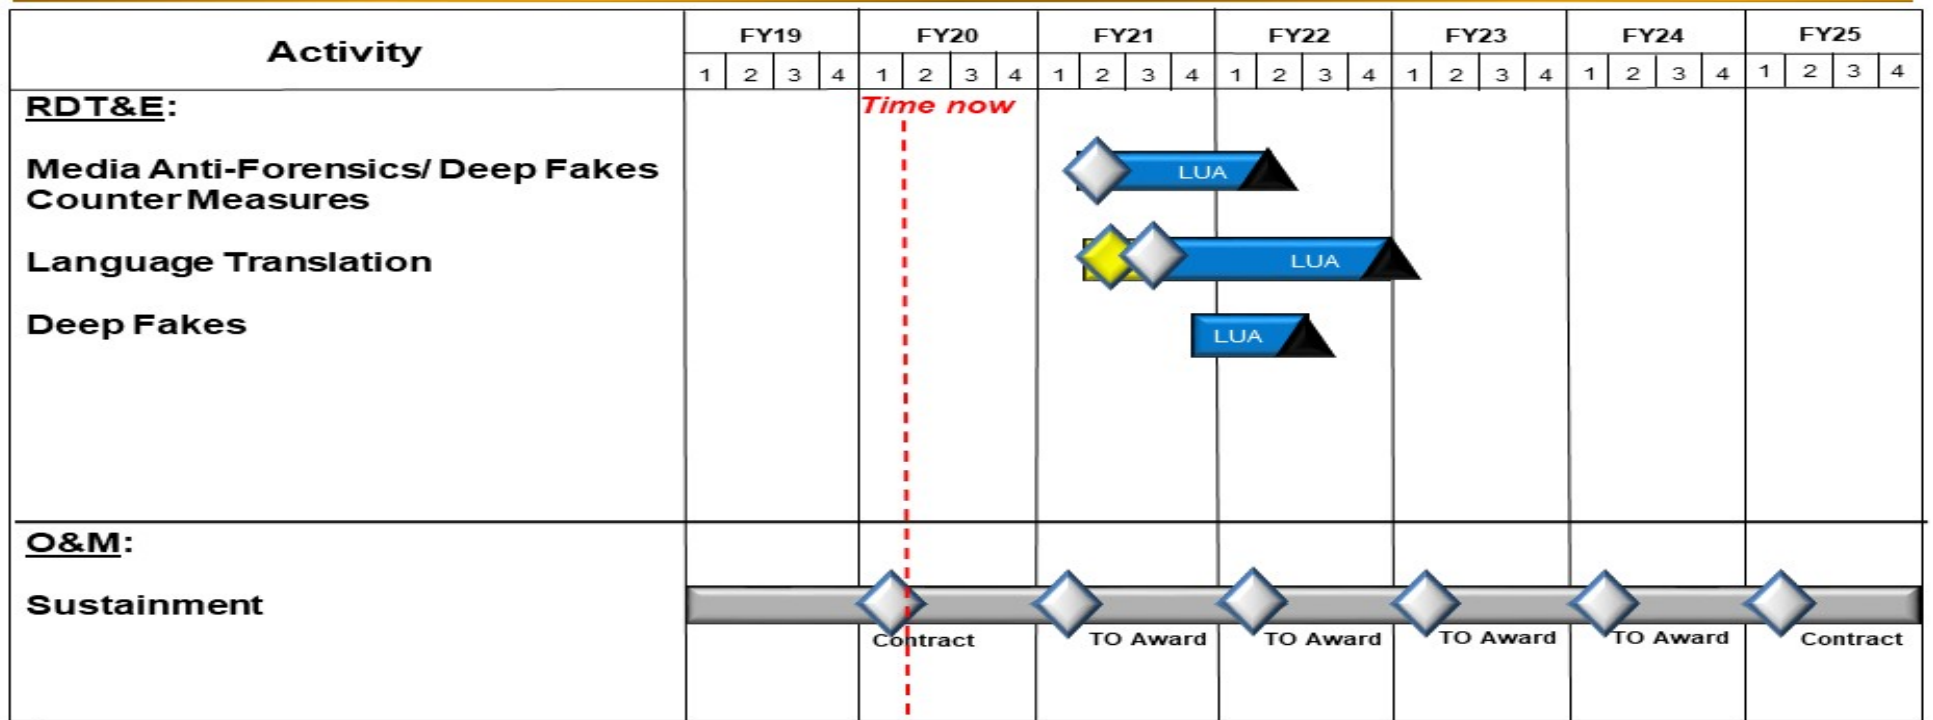 Activity
FY19 FY20 FY21 FY22 FY23 FY24 FY25
1 2 3 4 1 2 3 4 1 2 3 4 1 2 3 4 1 2 3 4 1 2 3 4 1 2 3 4
RDT&E:
Time now
Media Anti-Forensics/ Deep Fakes
Counter Measures
LUA
Language Translation
LUA
Deep Fakes
LUA
O&M:
Sustainment
Contract TO Award TO Award TO Award TO Award Contract